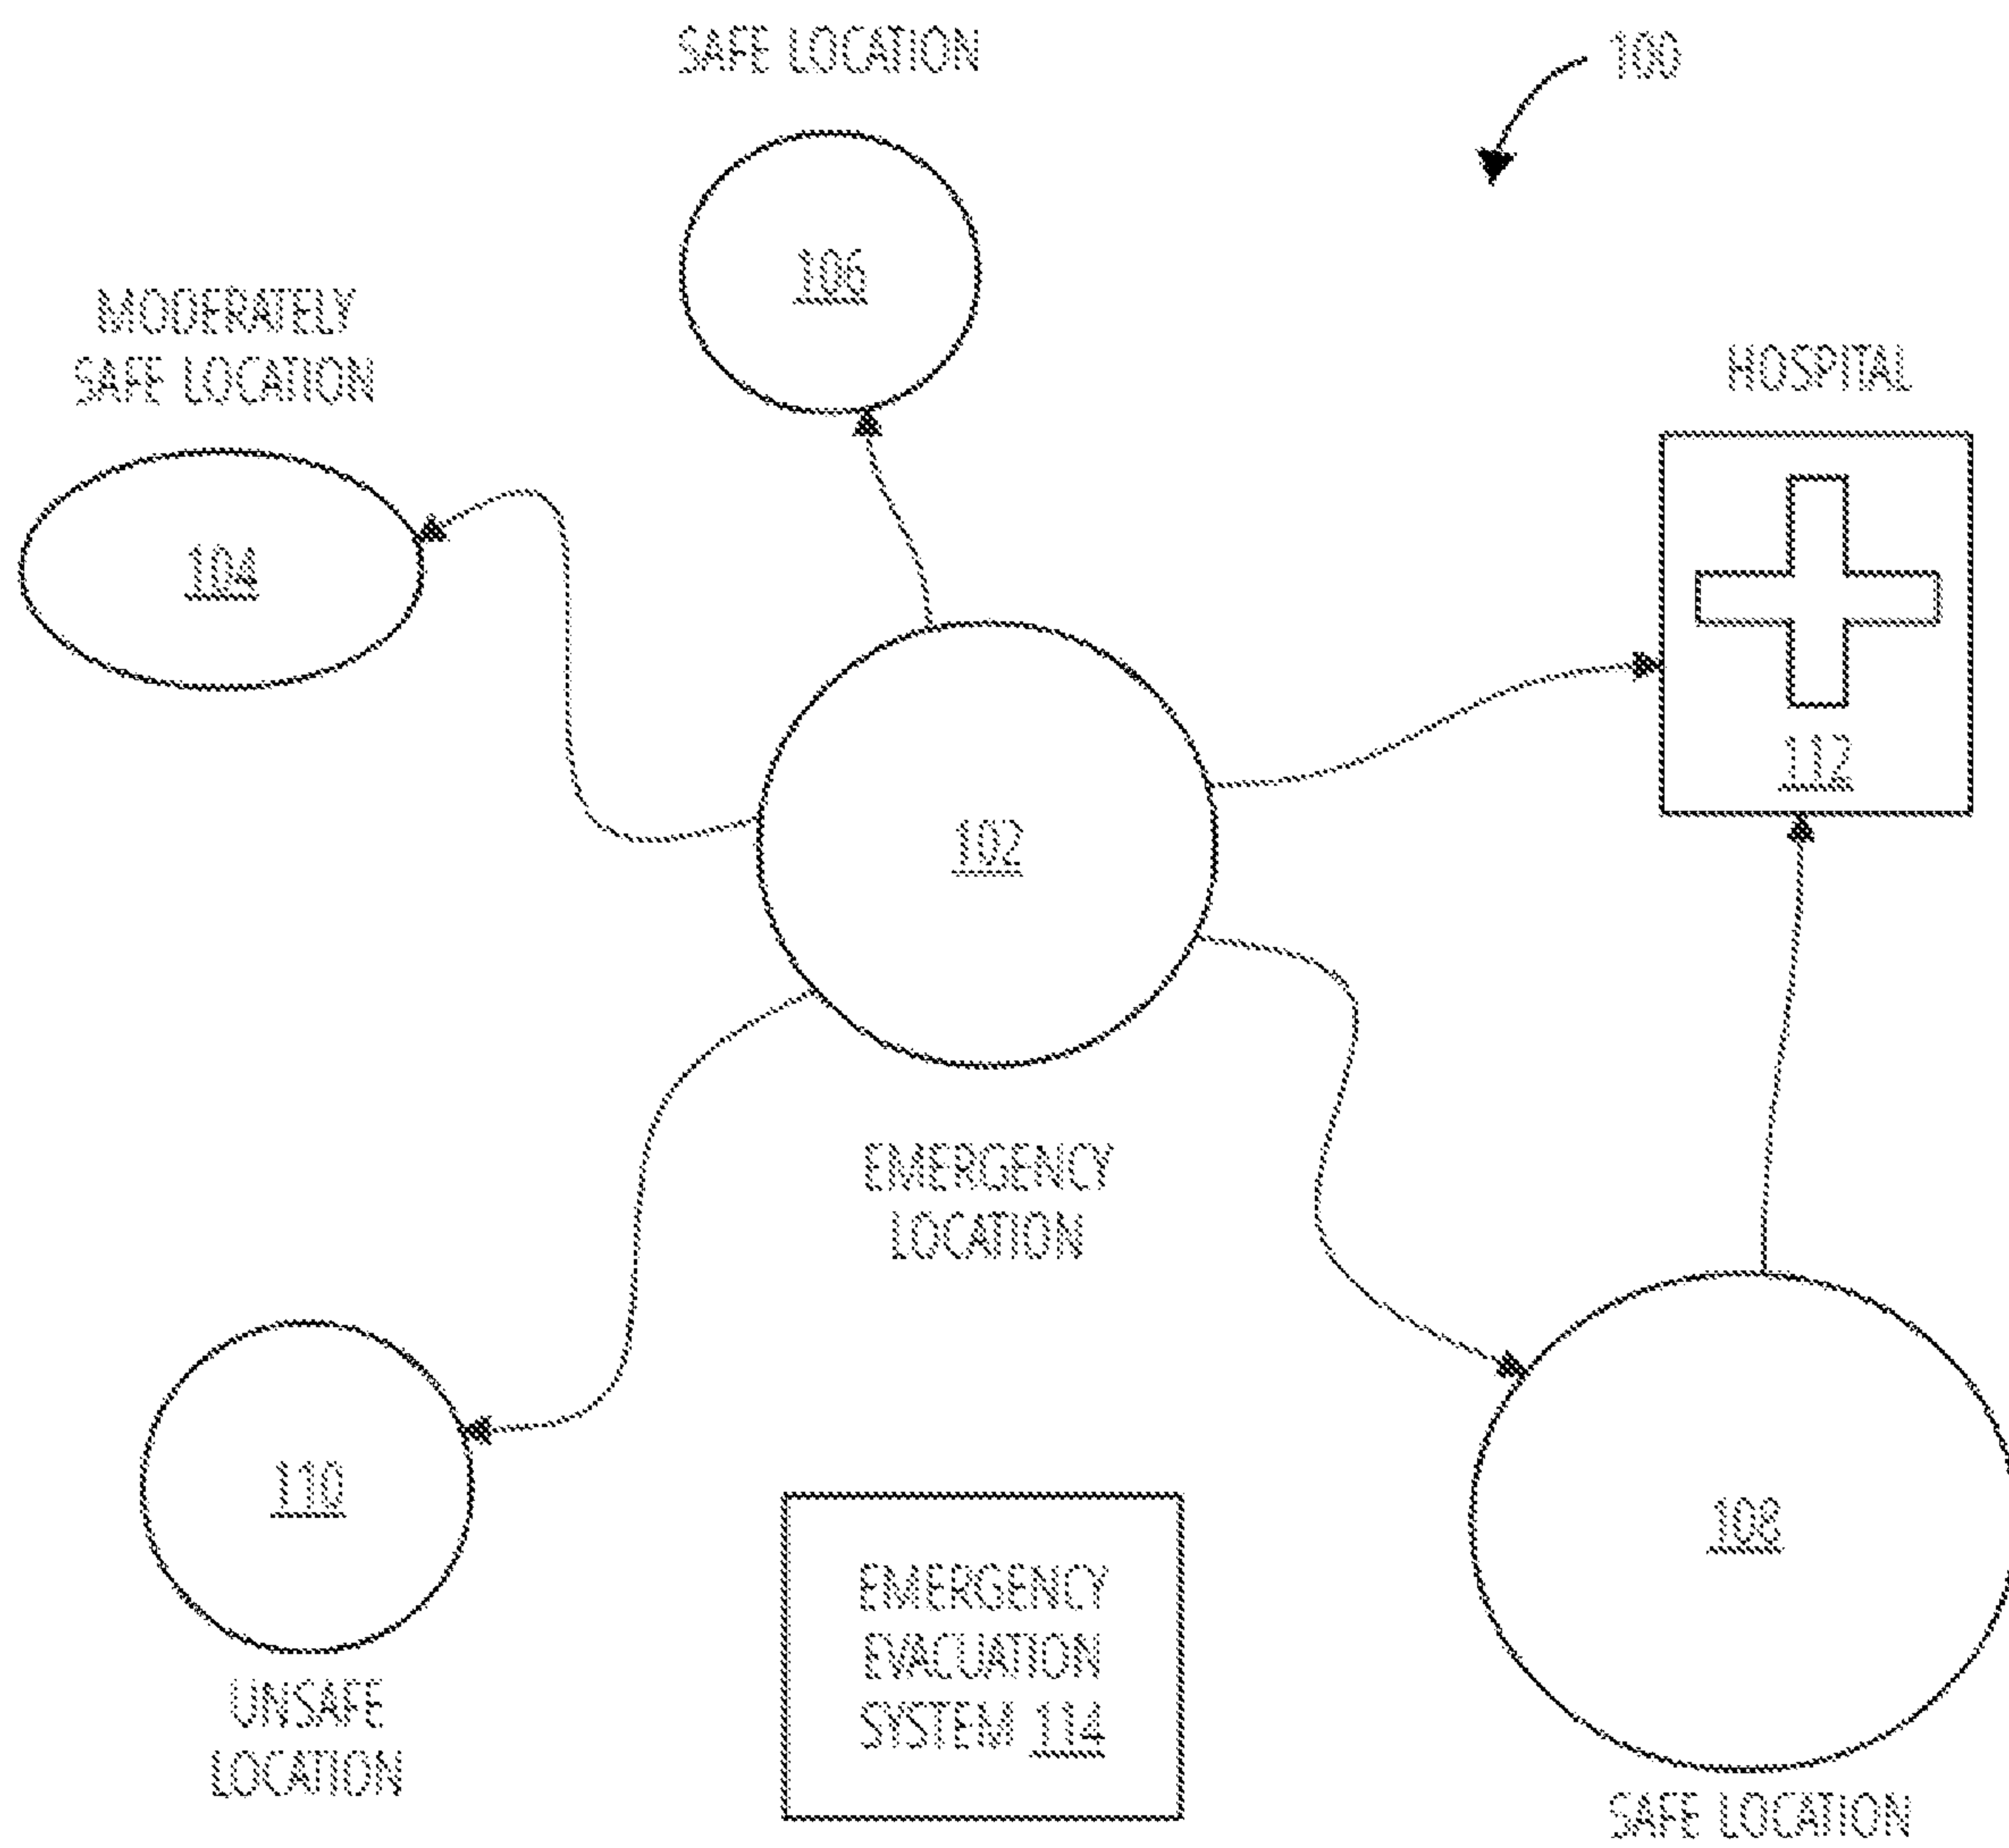 SAFE LOCATION
100
106
MODERATELY
SAFE LOCATION
HOSPITAL
104
112
102
EMERGENCY
LOCATION
110
108
EMERGENCY
EVACUATION
SYSTEM 114
UNSAFE
LOCATION
SAFE LOCATION